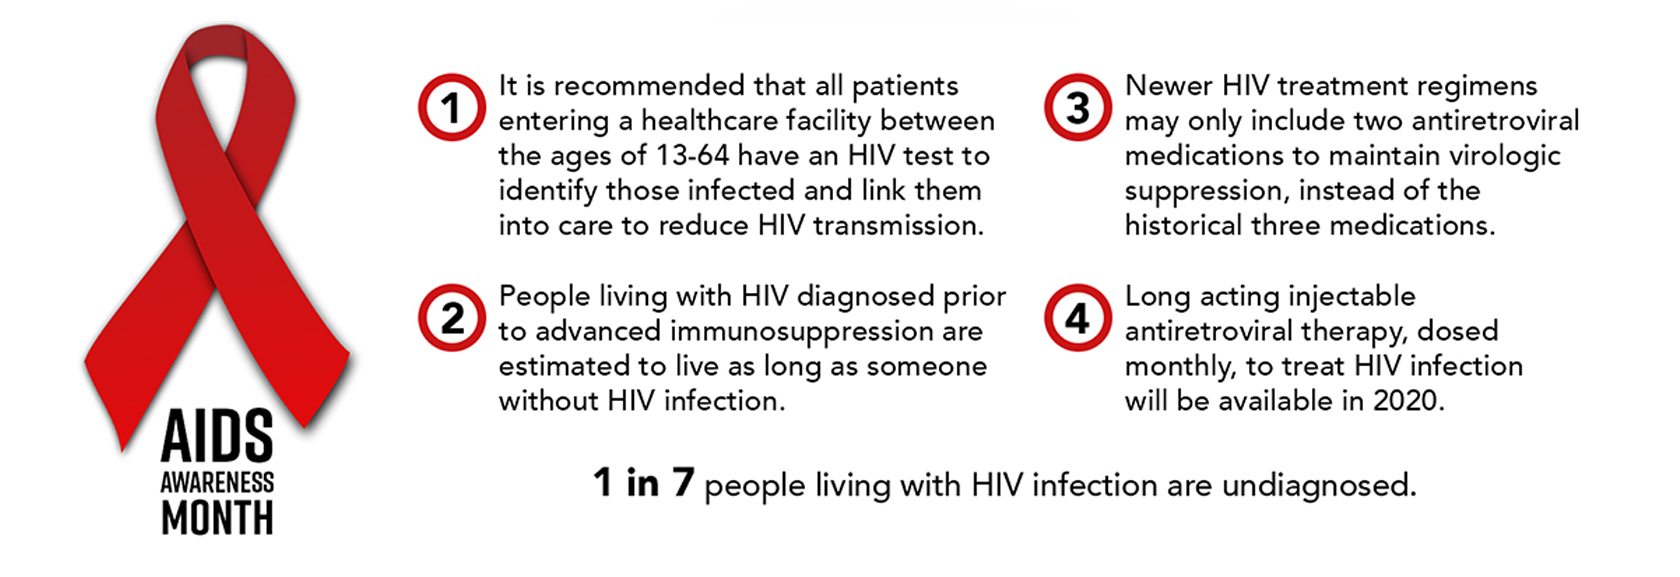 AIDS
AWARENESS
MONTH
1
It is recommended that all patients
entering a healthcare facility between
the ages of 13-64 have an HIV test to
identify those infected and link them
into care to reduce HIV transmission.
2
People living with HIV diagnosed prior
to advanced immunosuppression are
estimated to live as long as someone
without HIV infection.
3
Newer HIV treatment regimens
may only include two antiretroviral
medications to maintain virologic
suppression, instead of the
historical three medications.
4
Long acting injectable
antiretroviral therapy, dosed
monthly, to treat HIV infection
will be available in 2020.
1 in 7 people living with HIV infection are undiagnosed.